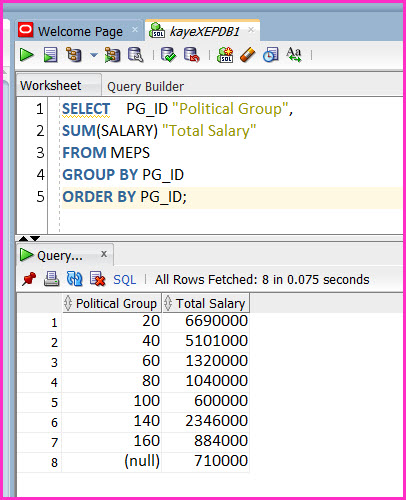 Welcome Page kayeXEPDB1
Worksheet Query Builder
1 SELECT PG_ID "Political Group",
2 SUM(SALARY) "Total Salary"
3 FROM MEPS
4 GROUP BY PG_ID
5 ORDER BY PG_ID;
Query... x
SQL All Rows Fetched: 8 in 0.075 seconds
Political Group Total Salary
1 20 6690000
2 40 5101000
3 60 1320000
4 80 1040000
5 100 600000
6 140 2346000
7 160 884000
8 (null) 710000